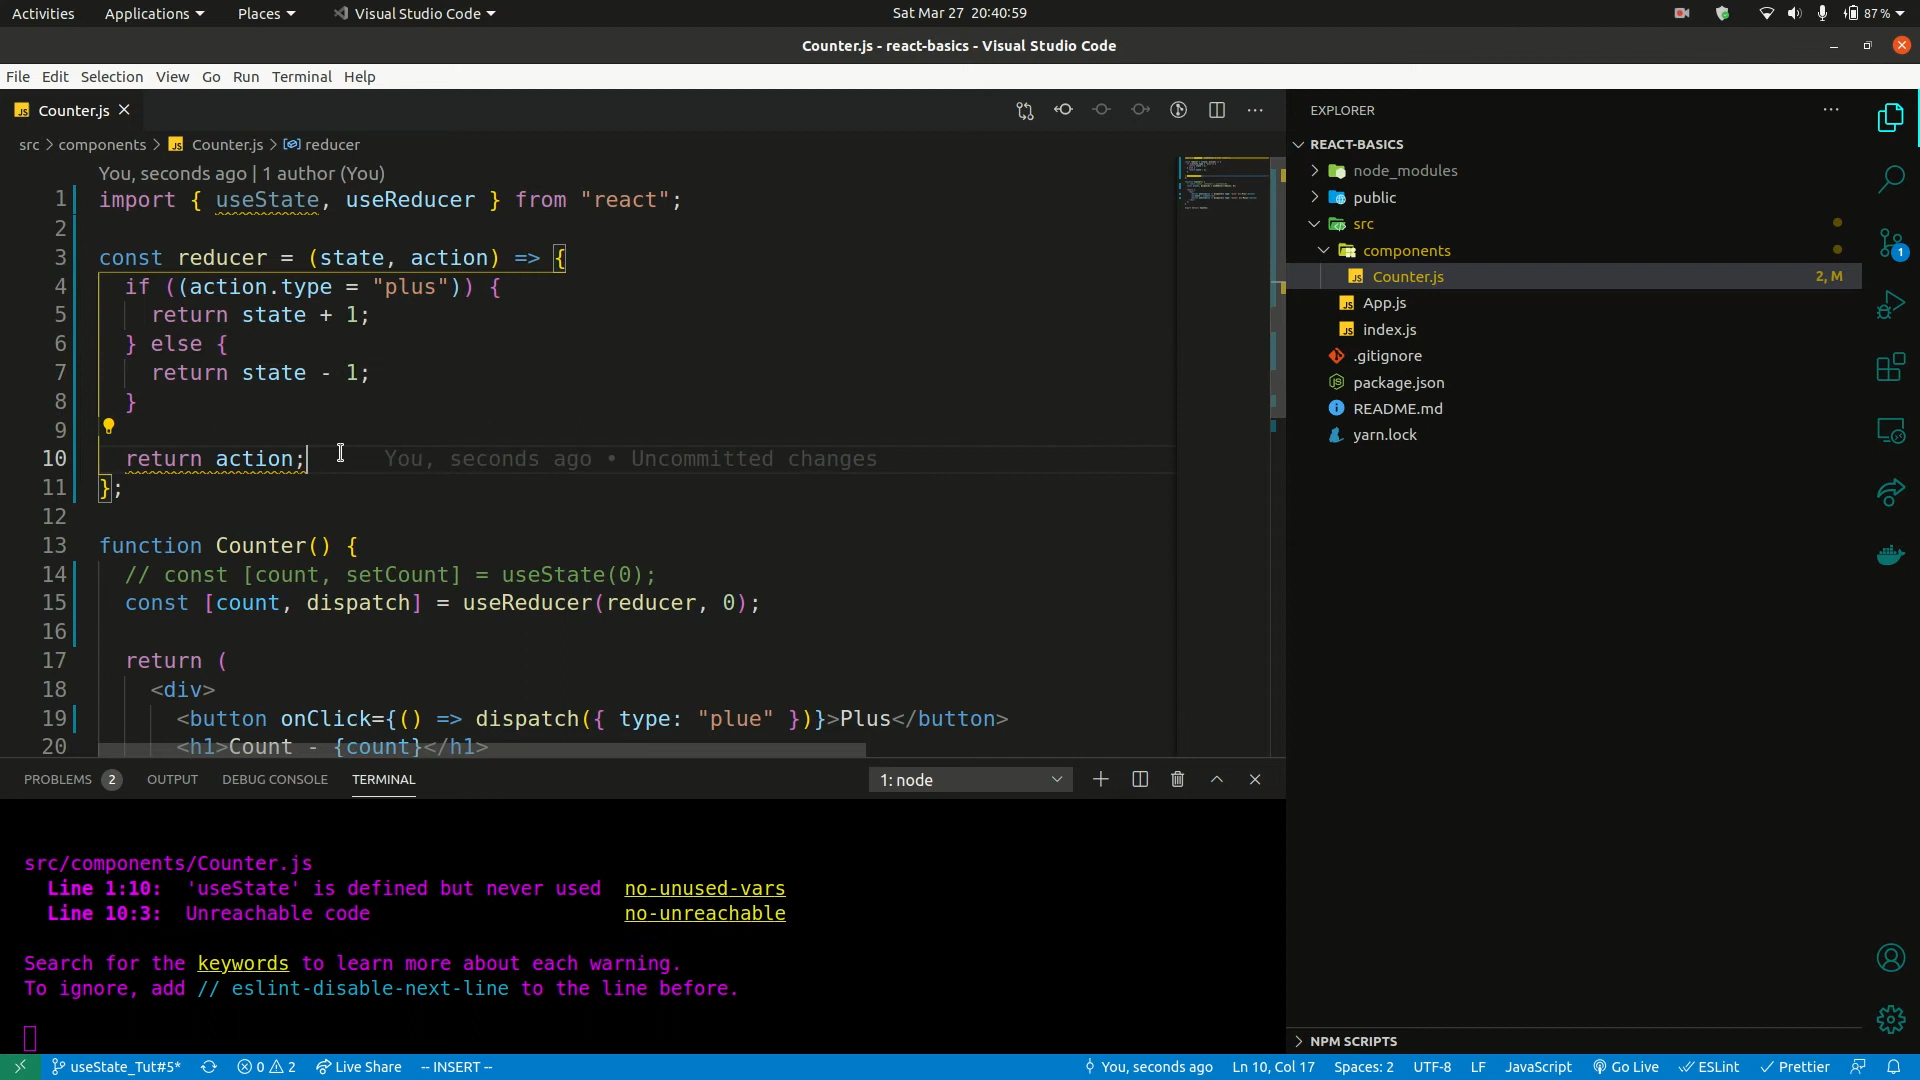 Activities Applications Places Visual Studio Code Sat Mar 27 20:40:59 87 %
Counter.js - react-basics - Visual Studio Code
File Edit Selection View Go Run Terminal Help
Counter.js
src > components > Counter.js > reducer
You, seconds ago | 1 author (You)
1 import { useState, useReducer } from "react";
2
3 const reducer = (state, action) => {
4 if ((action.type = "plus")) {
5 return state + 1;
6 } else {
7 return state - 1;
8 }
9
10 return action; You, seconds ago • Uncommitted changes
11 };
12
13 function Counter() {
14 // const [count, setCount] = useState(0);
15 const [count, dispatch] = useReducer(reducer, 0);
16
17 return (
18 <div>
19 <button onClick={() => dispatch({ type: "plue" })}>Plus</button>
20 <h1>Count - {count}</h1>
PROBLEMS 2 OUTPUT DEBUG CONSOLE TERMINAL 1: node
src/components/Counter.js
Line 1:10: 'useState' is defined but never used no-unused-vars
Line 10:3: Unreachable code no-unreachable
Search for the keywords to learn more about each warning.
To ignore, add // eslint-disable-next-line to the line before.
EXPLORER
REACT-BASICS
node_modules
public
src
components
Counter.js 2, M
App.js
index.js
.gitignore
package.json
README.md
yarn.lock
NPM SCRIPTS
1
useState_Tut#5* 0 2 Live Share -- INSERT -- You, seconds ago Ln 10, Col 17 Spaces: 2 UTF-8 LF JavaScript Go Live ESLint Prettier